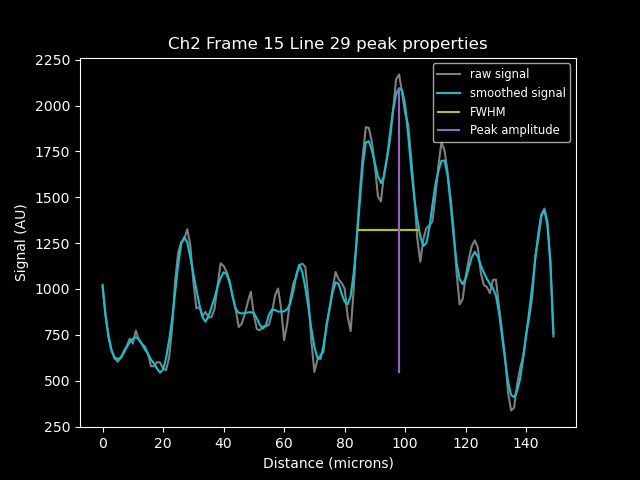 Ch2 Frame 15 Line 29 peak properties
raw signal
smoothed signal
FWHM
Peak amplitude
2250
2000
1750
1500
1250
1000
750
500
250
Signal (AU)
0 20 40 60 80 100 120 140
Distance (microns)